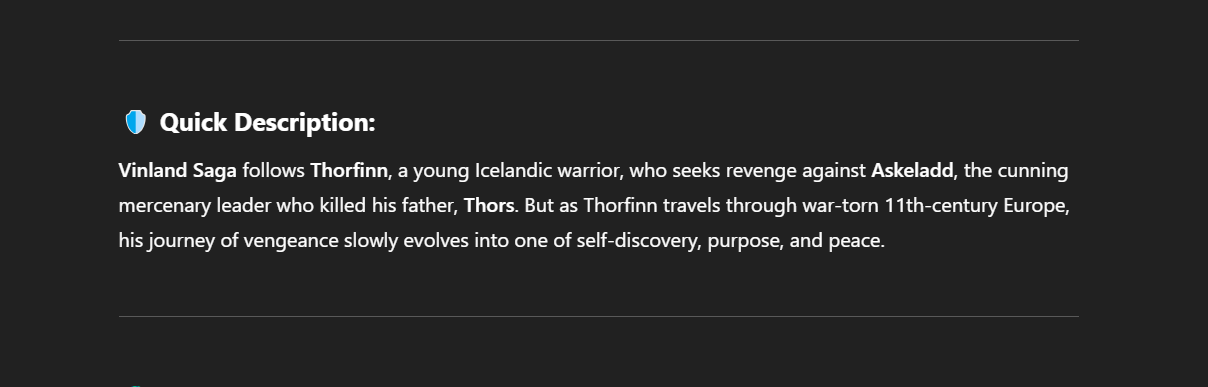 🛡️ Quick Description:
Vinland Saga follows Thorfinn, a young Icelandic warrior, who seeks revenge against Askeladd, the cunning
mercenary leader who killed his father, Thors. But as Thorfinn travels through war-torn 11th-century Europe,
his journey of vengeance slowly evolves into one of self-discovery, purpose, and peace.